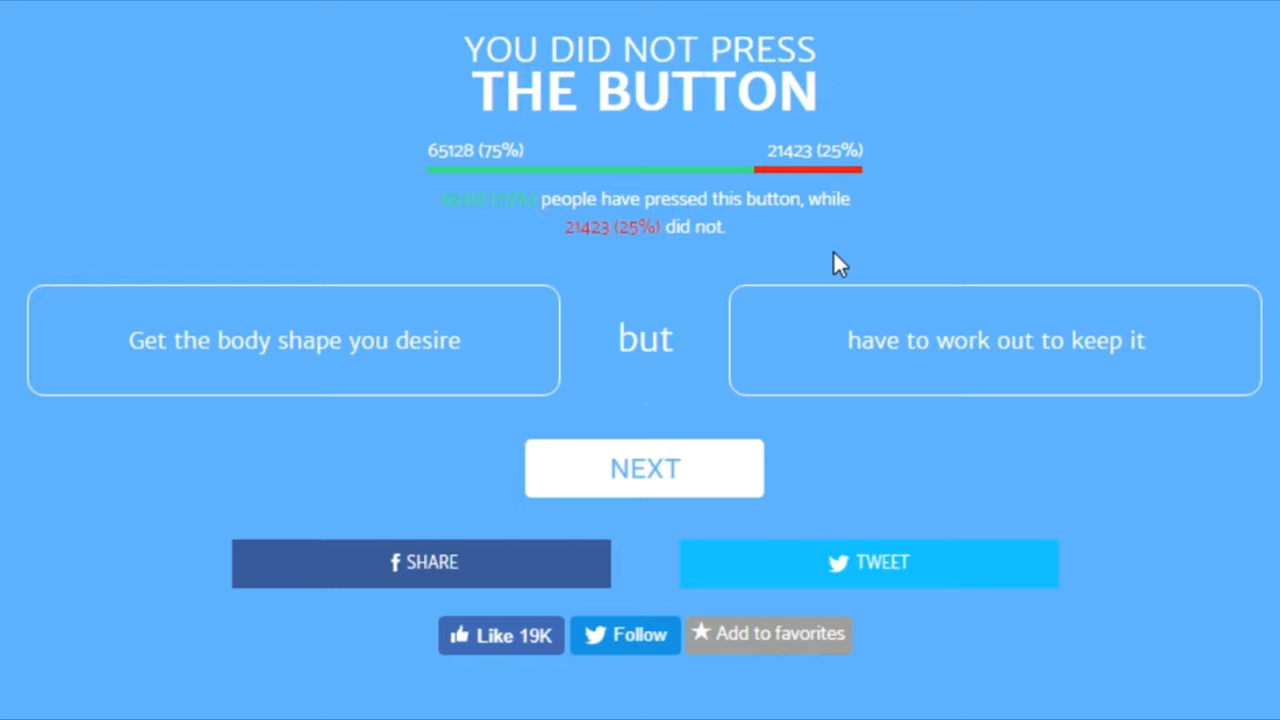 YOU DID NOT PRESS
THE BUTTON
65128 (75%) 21423 (25%)
65128 (75%) people have pressed this button, while
21423 (25%) did not.
Get the body shape you desire
but
have to work out to keep it
NEXT
SHARE
TWEET
Like 19K
Follow
Add to favorites